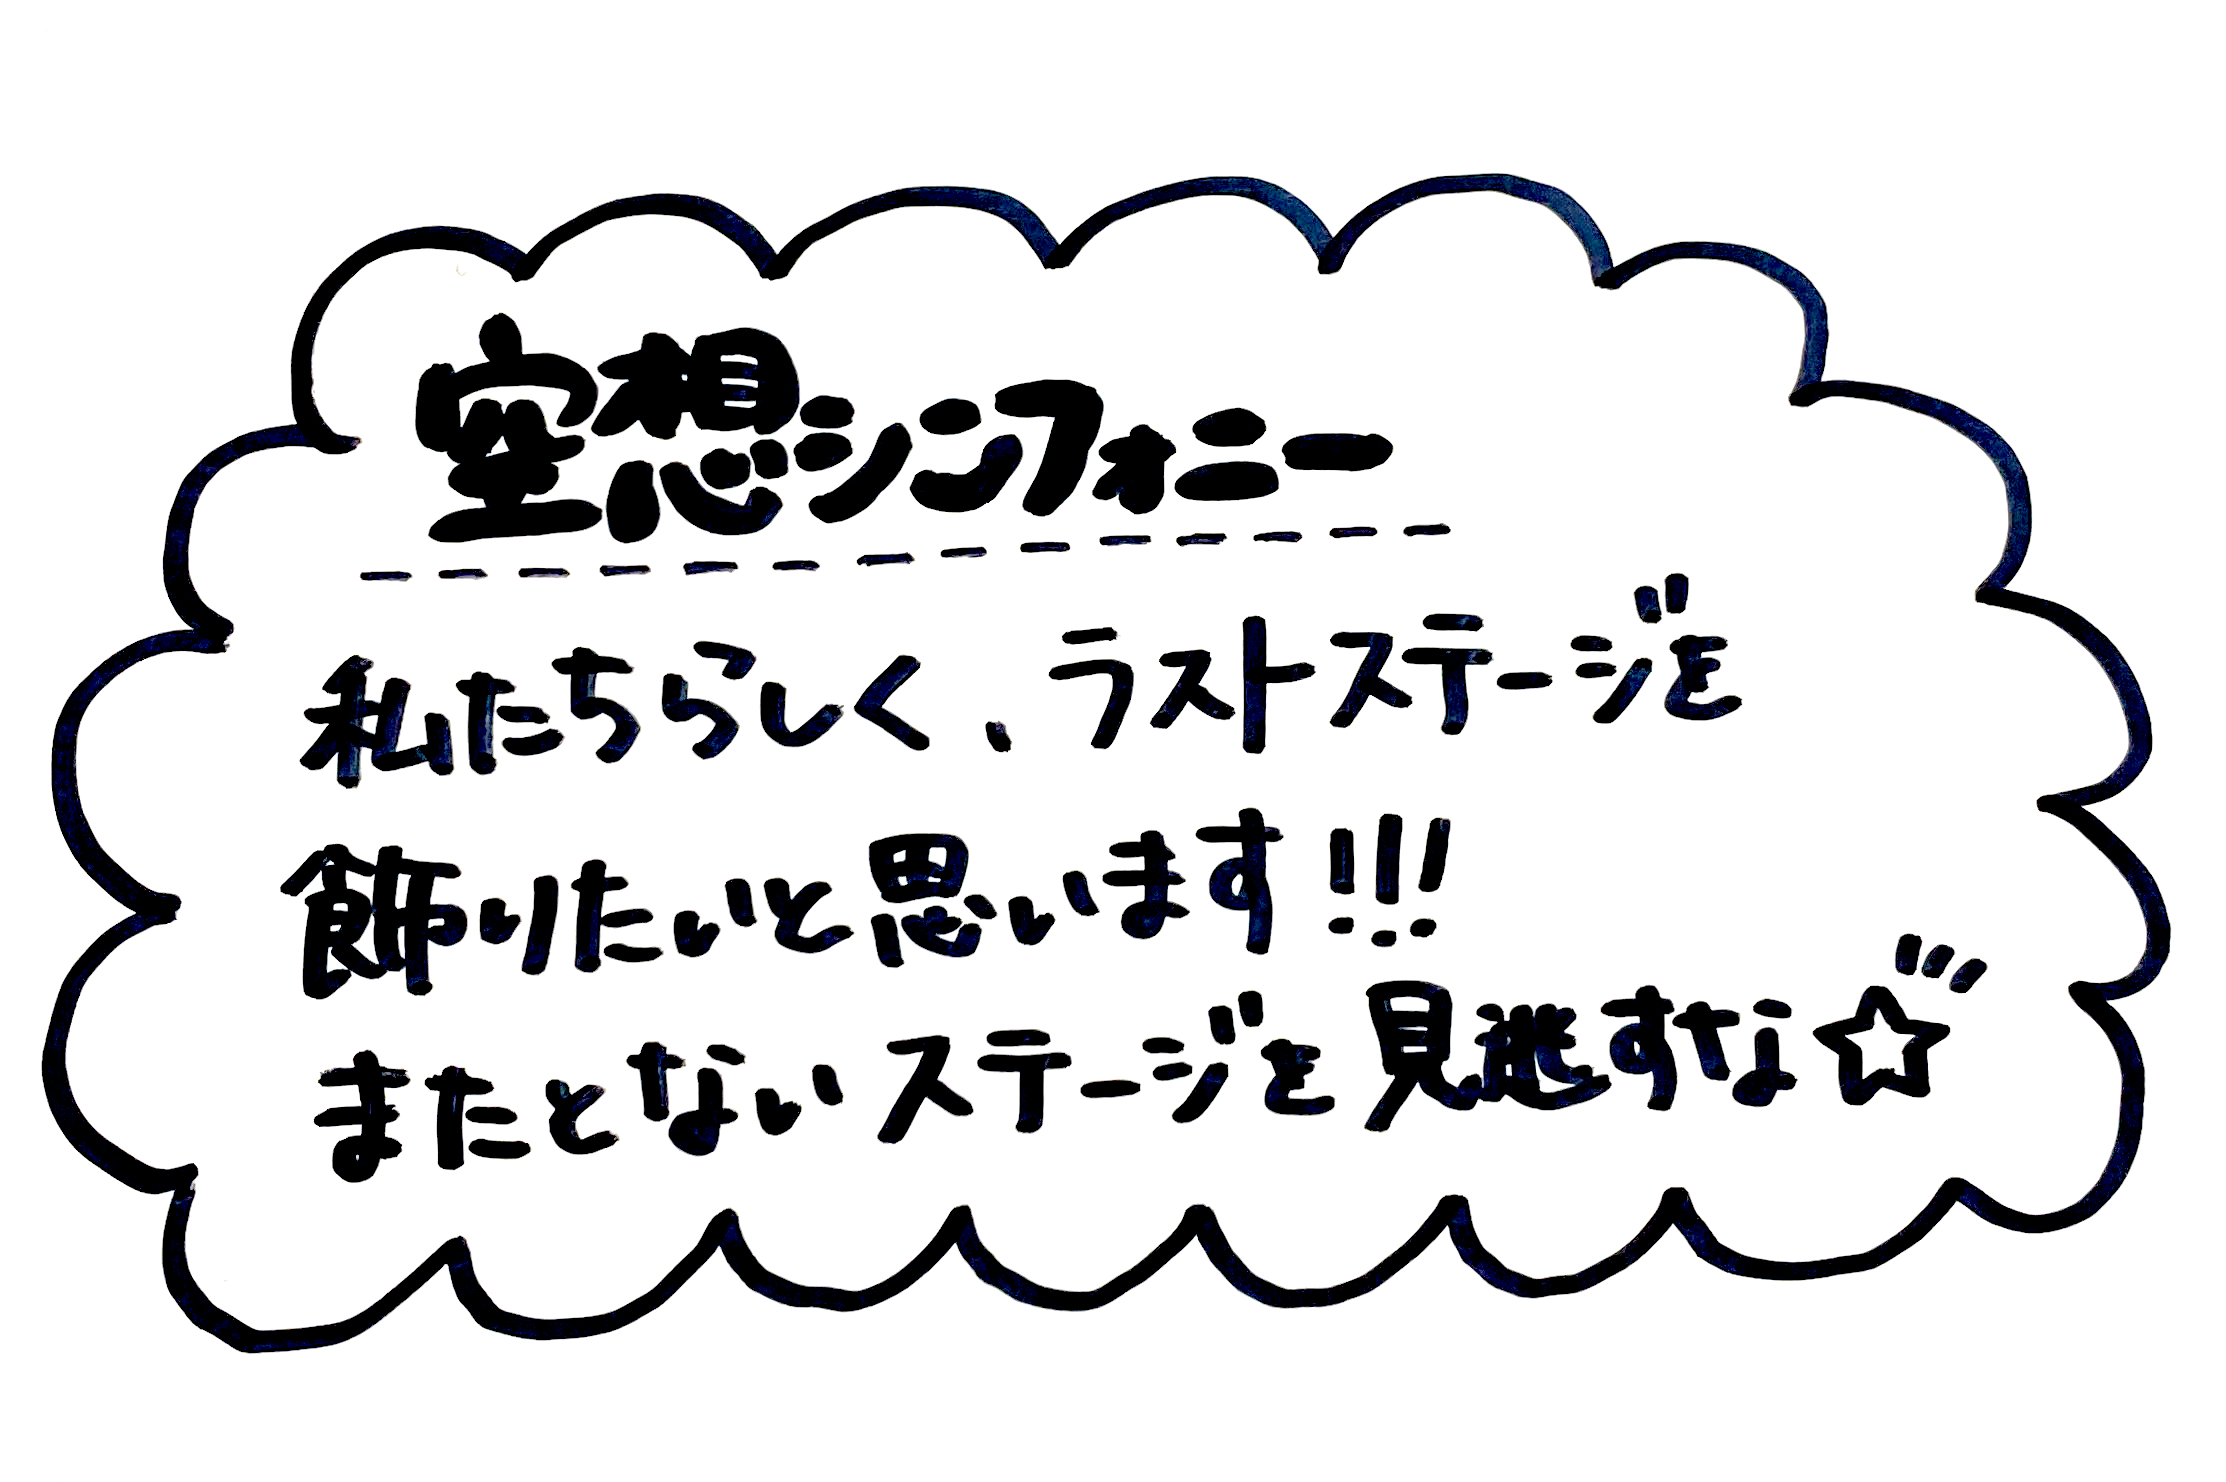 空想シンフォニー
私たちらしく、ラストステージを
飾りたいと思います!!!
またとないステージを見逃すな☆